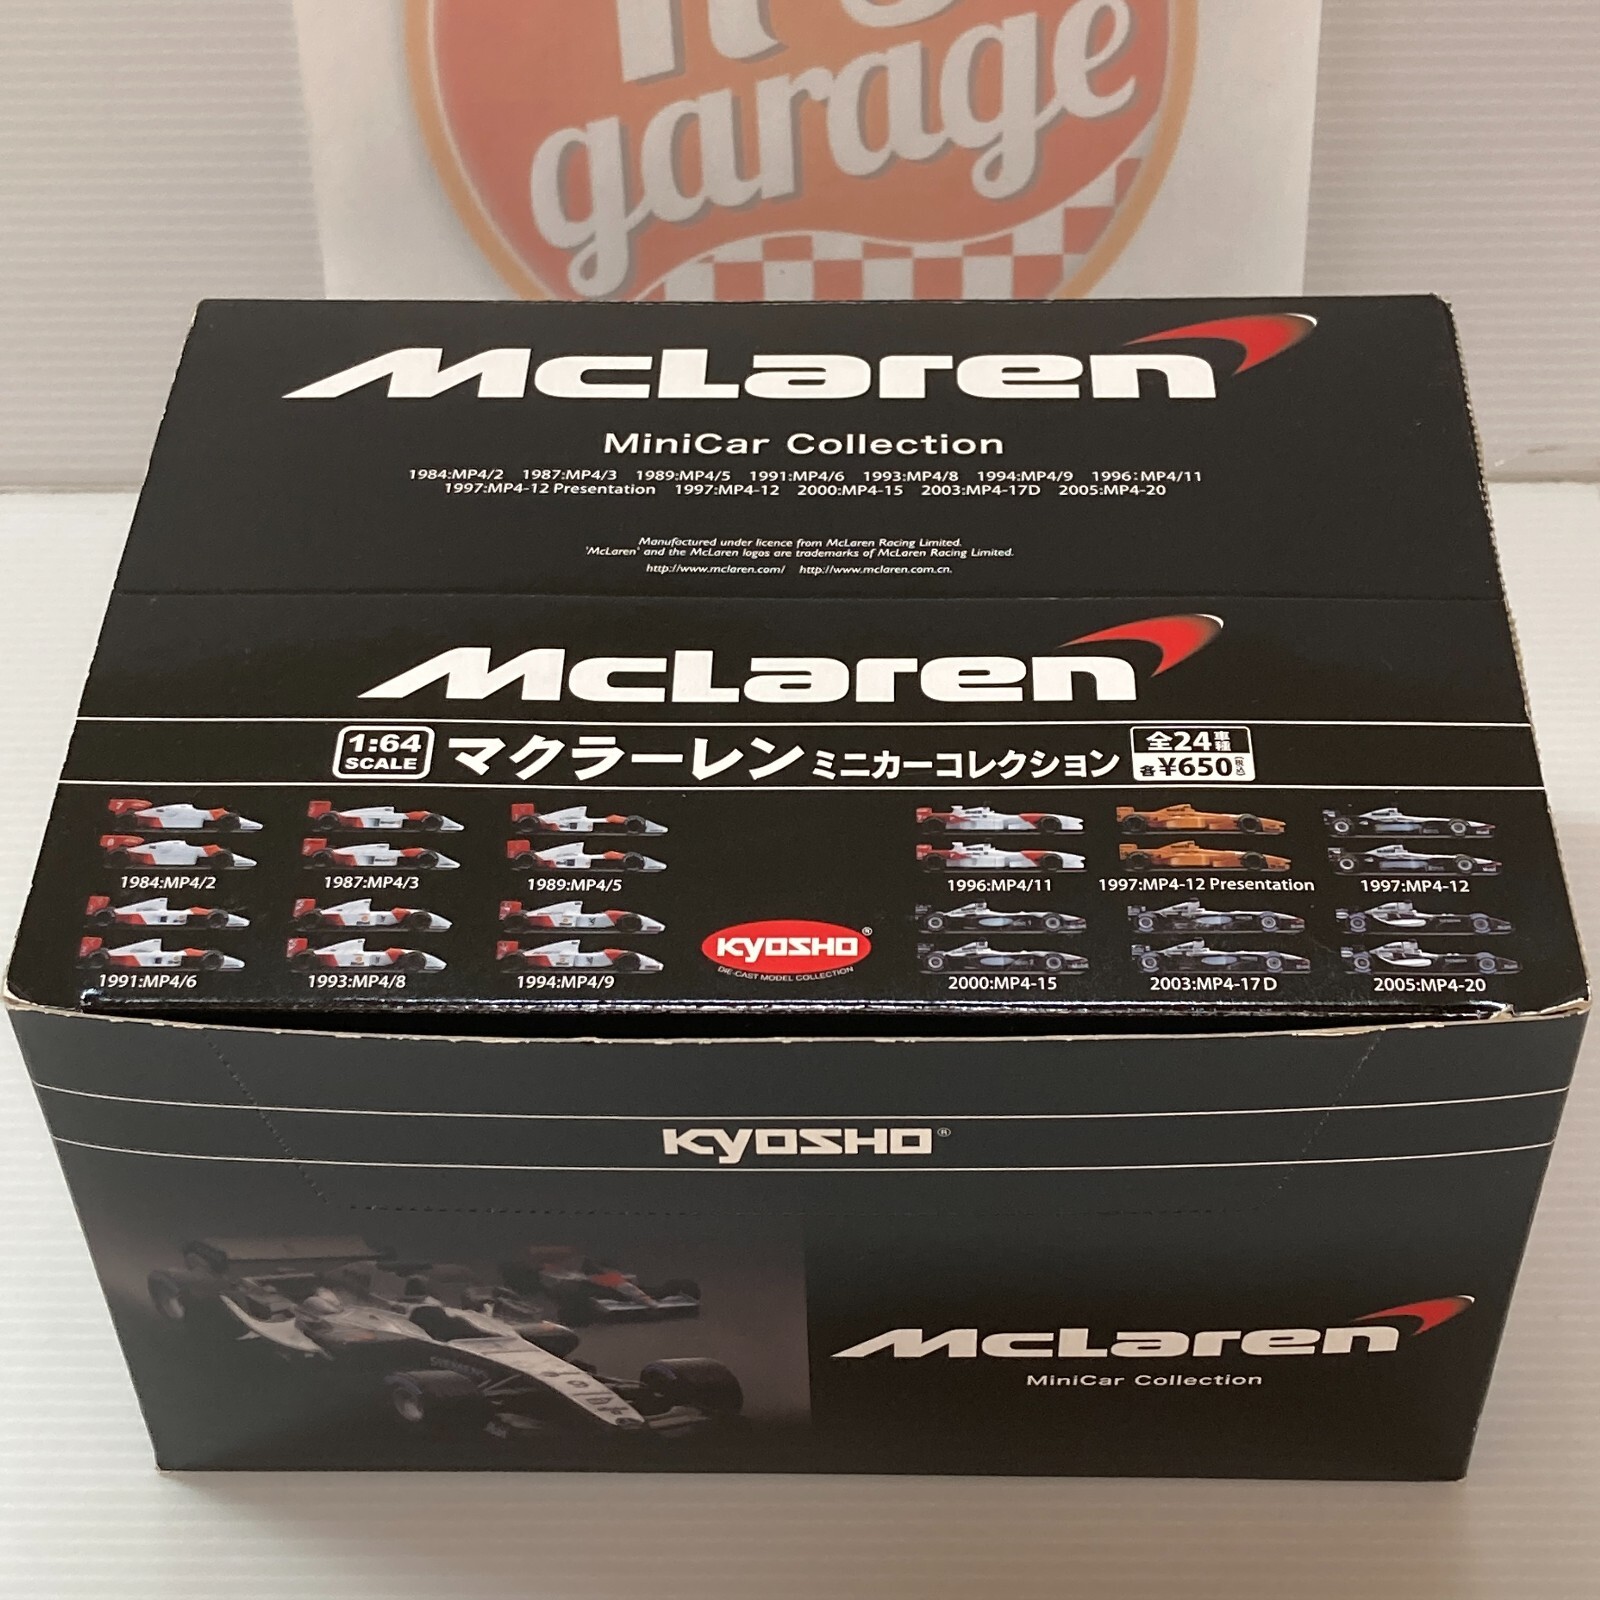 garage
McLaren
MiniCar Collection
1984:MP4/2 1987:MP4/3 1989:MP4/5 1991:MP4/6 1993:MP4/8 1994:MP4/9 1996:MP4/11
1997:MP4-12 Presentation 1997:MP4-12 2000:MP4-15 2003:MP4-17D 2005:MP4-20
Manufactured under licence from McLaren Racing Limited.
'McLaren' and the McLaren logos are trademarks of McLaren Racing Limited.
http://www.mclaren.com/ http://www.mclaren.com.cn.
McLaren
1:64
SCALE
マクラーレン ミニカーコレクション
全24車種
各¥650(税込)
1984:MP4/2 1987:MP4/3 1989:MP4/5 1996:MP4/11 1997:MP4-12 Presentation 1997:MP4-12
KYOSHO®
DIE-CAST MODEL COLLECTION
1991:MP4/6 1993:MP4/8 1994:MP4/9 2000:MP4-15 2003:MP4-17D 2005:MP4-20
KYOSHO®
McLaren
MiniCar Collection